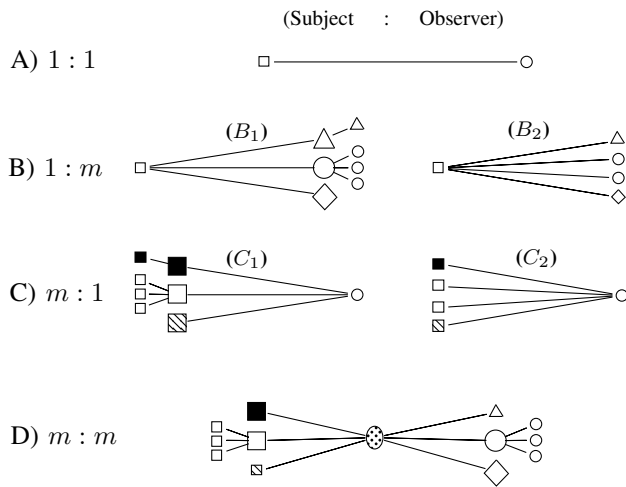 (Subject : Observer)
A) 1 : 1
(B₁) (B₂)
B) 1 : m
(C₁) (C₂)
C) m : 1
D) m : m